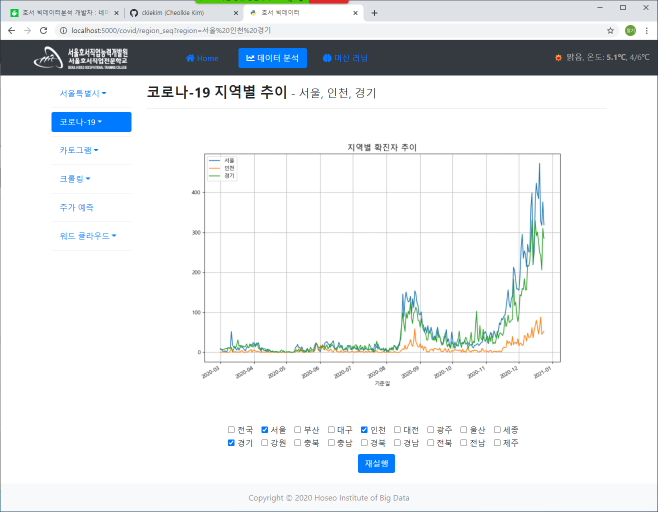 호서 빅데이터분석 개발자 : 네이
ckiekim (Cheolkie Kim)
호서 빅데이터
localhost:5000/covid/region_seq?region=서울%20인천%20경기
서울호서직업능력개발원
서울호서직업전문학교
Home
데이터 분석
머신 러닝
맑음, 온도: 5.1℃, 4/6℃
서울특별시
코로나-19
카토그램
크롤링
주가 예측
워드 클라우드
코로나-19 지역별 추이 - 서울, 인천, 경기
지역별 확진자 추이
서울
인천
경기
400
300
200
100
0
2020-03 2020-04 2020-05 2020-06 2020-07 2020-08 2020-09 2020-10 2020-11 2020-12 2021-01
기준일
전국 서울 부산 대구 인천 대전 광주 울산 세종
경기 강원 충북 충남 경북 경남 전북 전남 제주
재실행
Copyright © 2020 Hoseo Institute of Big Data